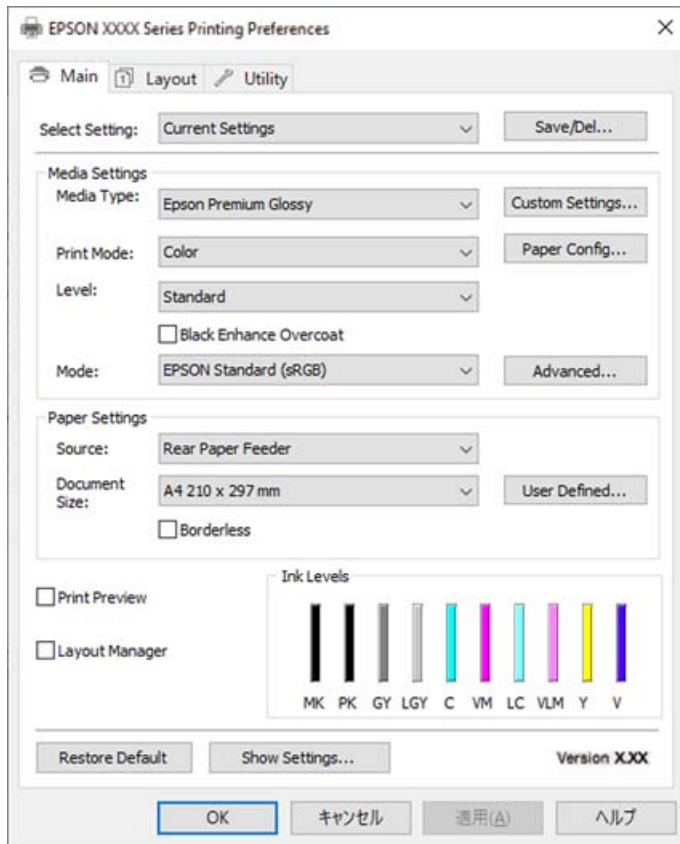 EPSON XXXX Series Printing Preferences
Main Layout Utility
Select Setting: Current Settings Save/Del...
Media Settings
Media Type: Epson Premium Glossy Custom Settings...
Print Mode: Color Paper Config...
Level: Standard
Black Enhance Overcoat
Mode: EPSON Standard (sRGB) Advanced...
Paper Settings
Source: Rear Paper Feeder
Document Size: A4 210 x 297 mm User Defined...
Borderless
Print Preview
Layout Manager
Ink Levels
MK PK GY LGY C VM LC VLM Y V
Restore Default Show Settings... Version X.XX
OK キャンセル 適用(A) ヘルプ